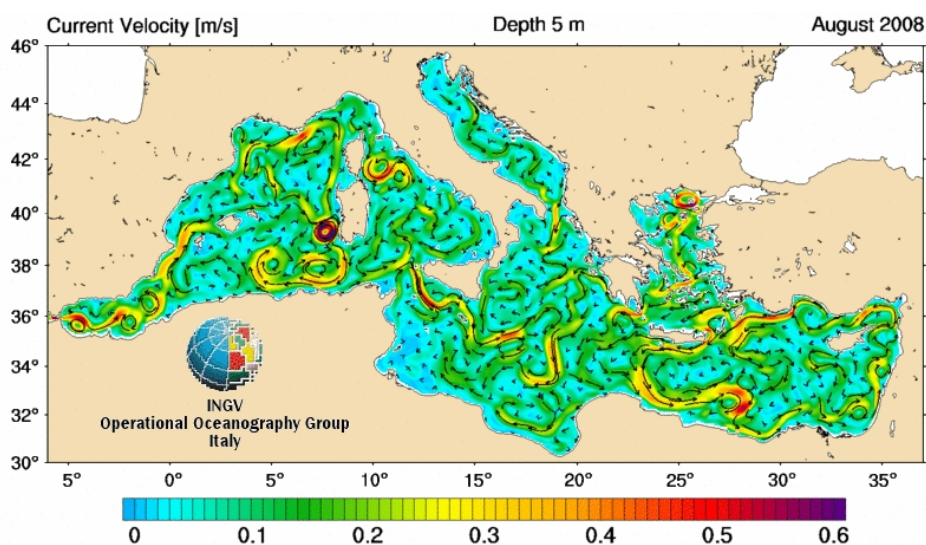 Current Velocity [m/s] Depth 5 m August 2008
46°
44°
42°
40°
38°
36°
34°
32°
30°
INGV
Operational Oceanography Group
Italy
5° 0° 5° 10° 15° 20° 25° 30° 35°
0 0.1 0.2 0.3 0.4 0.5 0.6